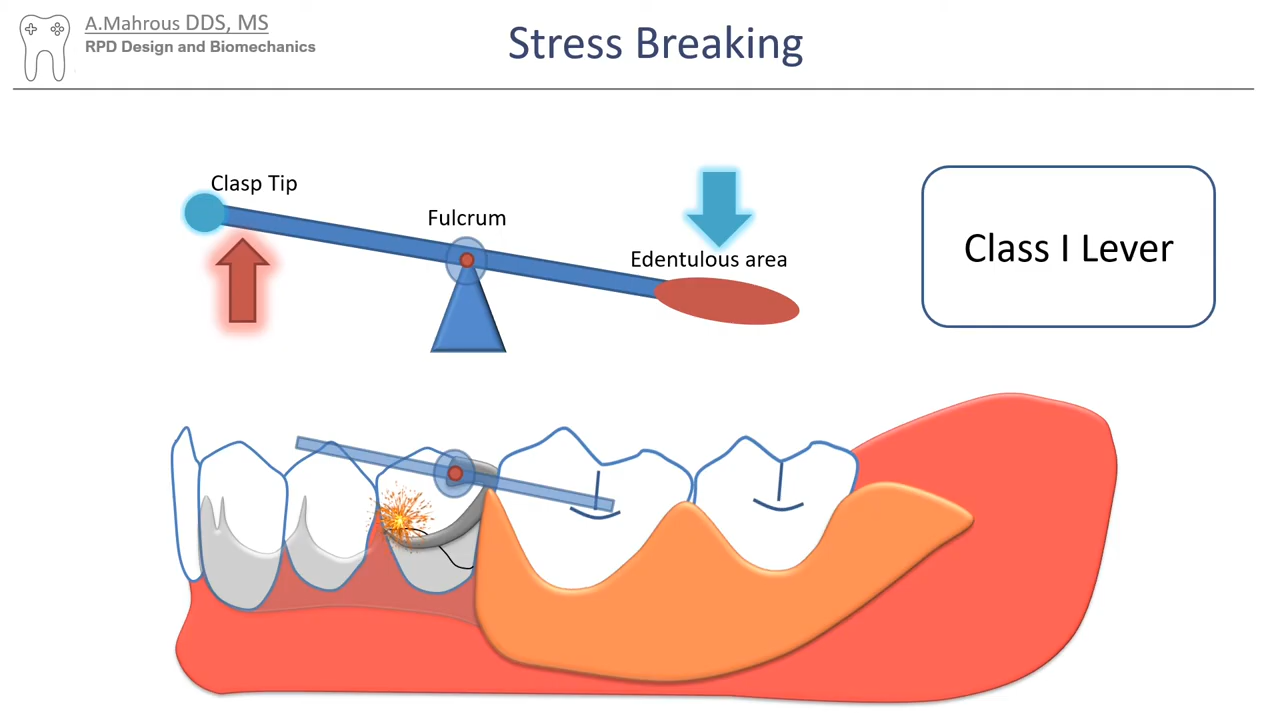 A.Mahrous DDS, MS
RPD Design and Biomechanics
Stress Breaking
Clasp Tip
Fulcrum
Edentulous area
Class I Lever